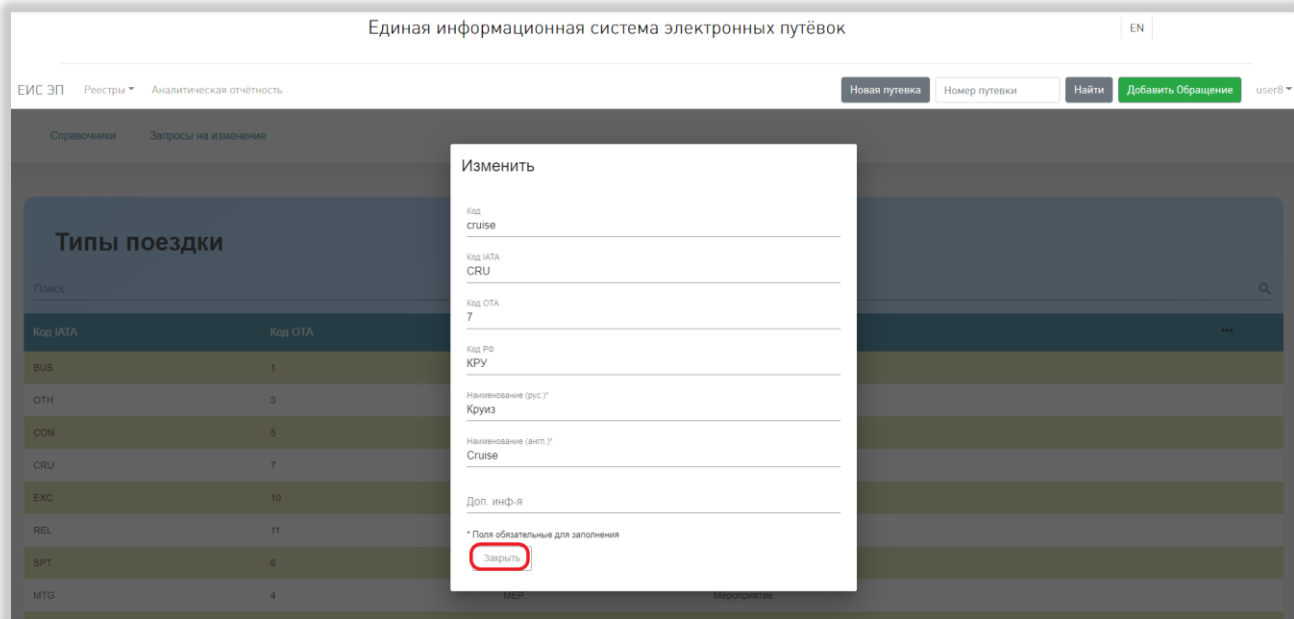 Единая информационная система электронных путёвок
EN
ЕИС ЭП Реестры Аналитическая отчётность Новая путевка Номер путевки Найти Добавить Обращение user8
Справочники Запросы на изменение
Изменить
Код
cruise
Типы поездки
Код IATA
CRU
Поиск
Код ОТА
7
Код IATA Код ОТА ...
Код РФ
КРУ
BUS 1
Наименование (рус.)*
Круиз
OTH 3
CON 5
Наименование (англ.)*
Cruise
CRU 7
EXC 10
Доп. инф-я
REL 11
* Поля обязательные для заполнения
Закрыть
SPT 8
MTG 4 МЕР Мероприятие